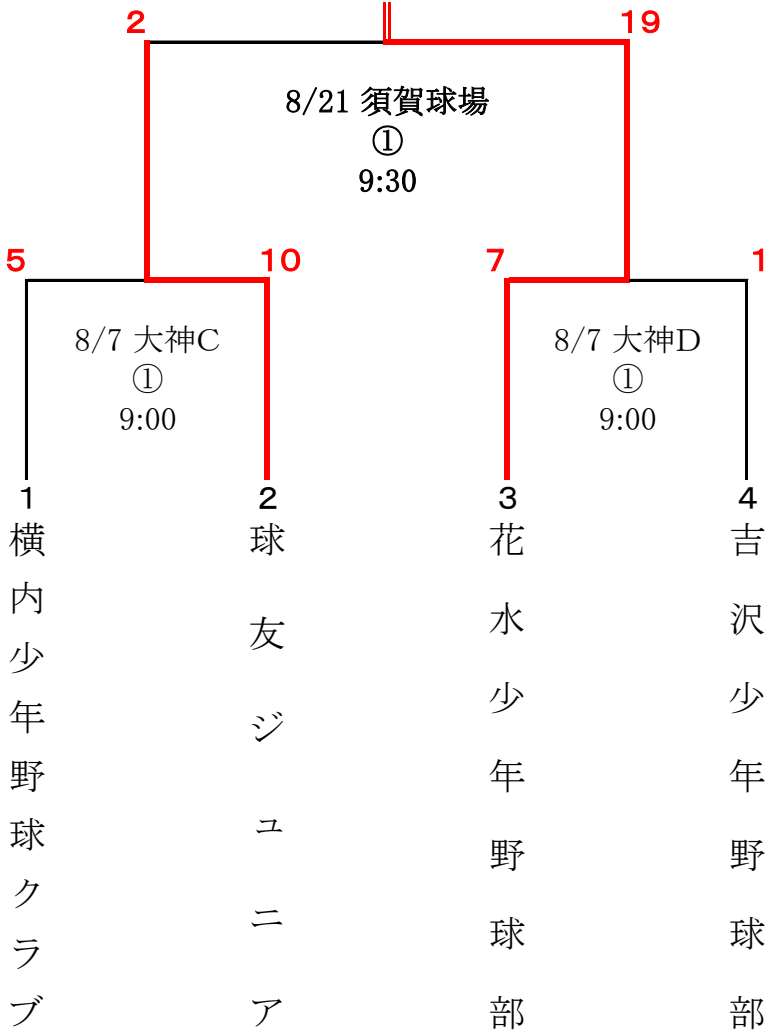 2 19
8/21 須賀球場
①
9:30
5 10 7 1
8/7 大神C
①
9:00
8/7 大神D
①
9:00
1
横内少年野球クラブ
2
球友ジュニア
3
花水少年野球部
4
吉沢少年野球部